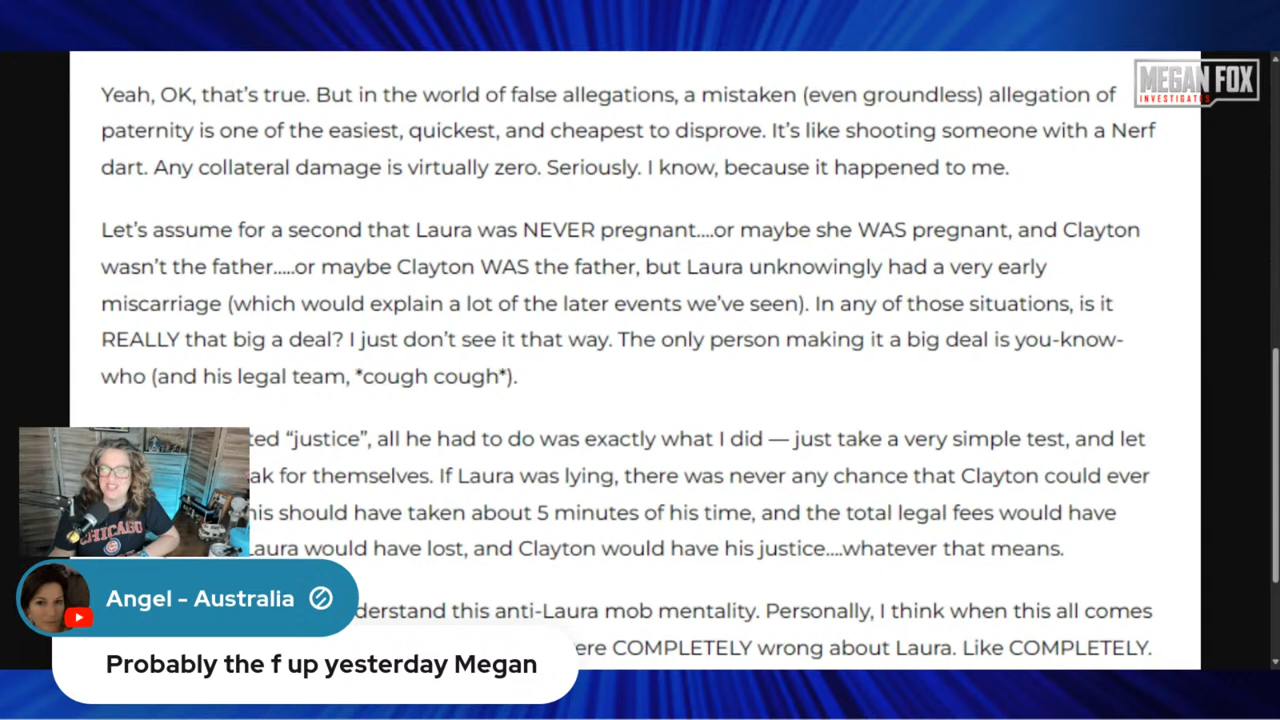 MEGAN FOX
INVESTIGATES
Yeah, OK, that's true. But in the world of false allegations, a mistaken (even groundless) allegation of
paternity is one of the easiest, quickest, and cheapest to disprove. It's like shooting someone with a Nerf
dart. Any collateral damage is virtually zero. Seriously. I know, because it happened to me.
Let's assume for a second that Laura was NEVER pregnant....or maybe she WAS pregnant, and Clayton
wasn't the father.....or maybe Clayton WAS the father, but Laura unknowingly had a very early
miscarriage (which would explain a lot of the later events we've seen). In any of those situations, is it
REALLY that big a deal? I just don't see it that way. The only person making it a big deal is you-know-
who (and his legal team, *cough cough*).
ted “justice”, all he had to do was exactly what I did — just take a very simple test, and let
ak for themselves. If Laura was lying, there was never any chance that Clayton could ever
his should have taken about 5 minutes of his time, and the total legal fees would have
Laura would have lost, and Clayton would have his justice....whatever that means.
derstand this anti-Laura mob mentality. Personally, I think when this all comes
ere COMPLETELY wrong about Laura. Like COMPLETELY.
CHICAGO
Angel - Australia
Probably the f up yesterday Megan